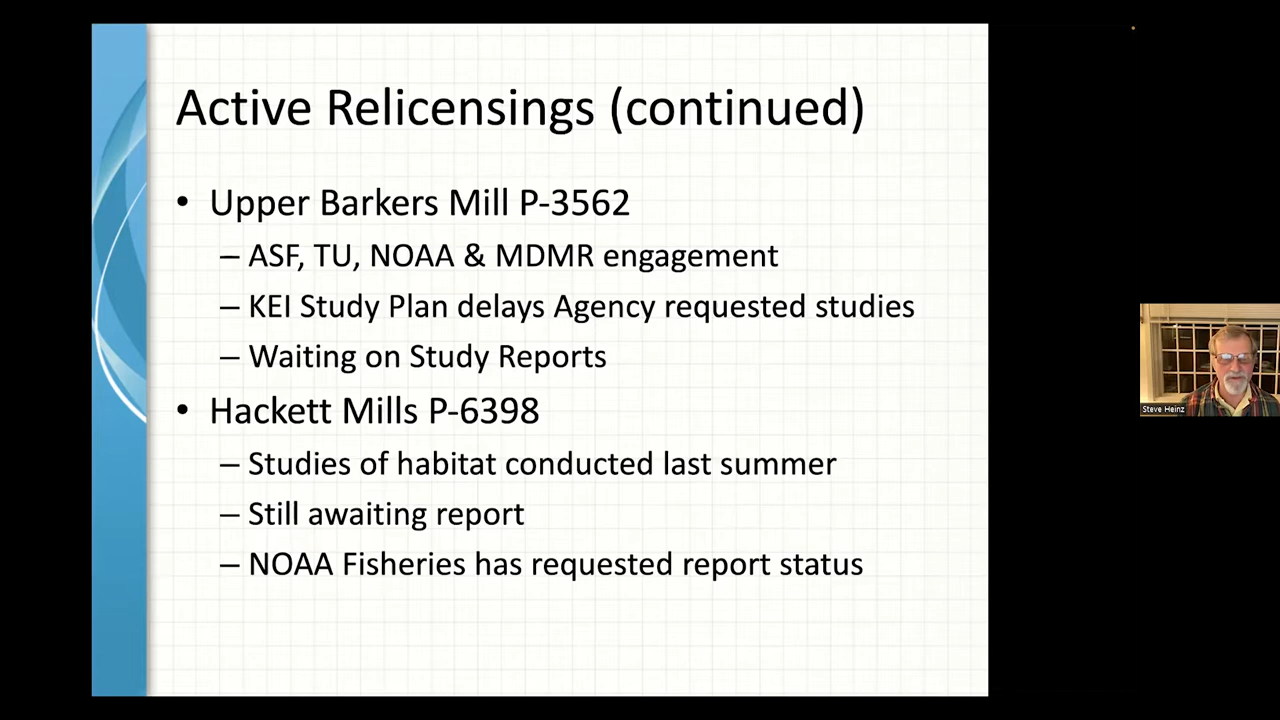 Active Relicensings (continued)
• Upper Barkers Mill P-3562
– ASF, TU, NOAA & MDMR engagement
– KEI Study Plan delays Agency requested studies
– Waiting on Study Reports
• Hackett Mills P-6398
– Studies of habitat conducted last summer
– Still awaiting report
– NOAA Fisheries has requested report status
Steve Heinz